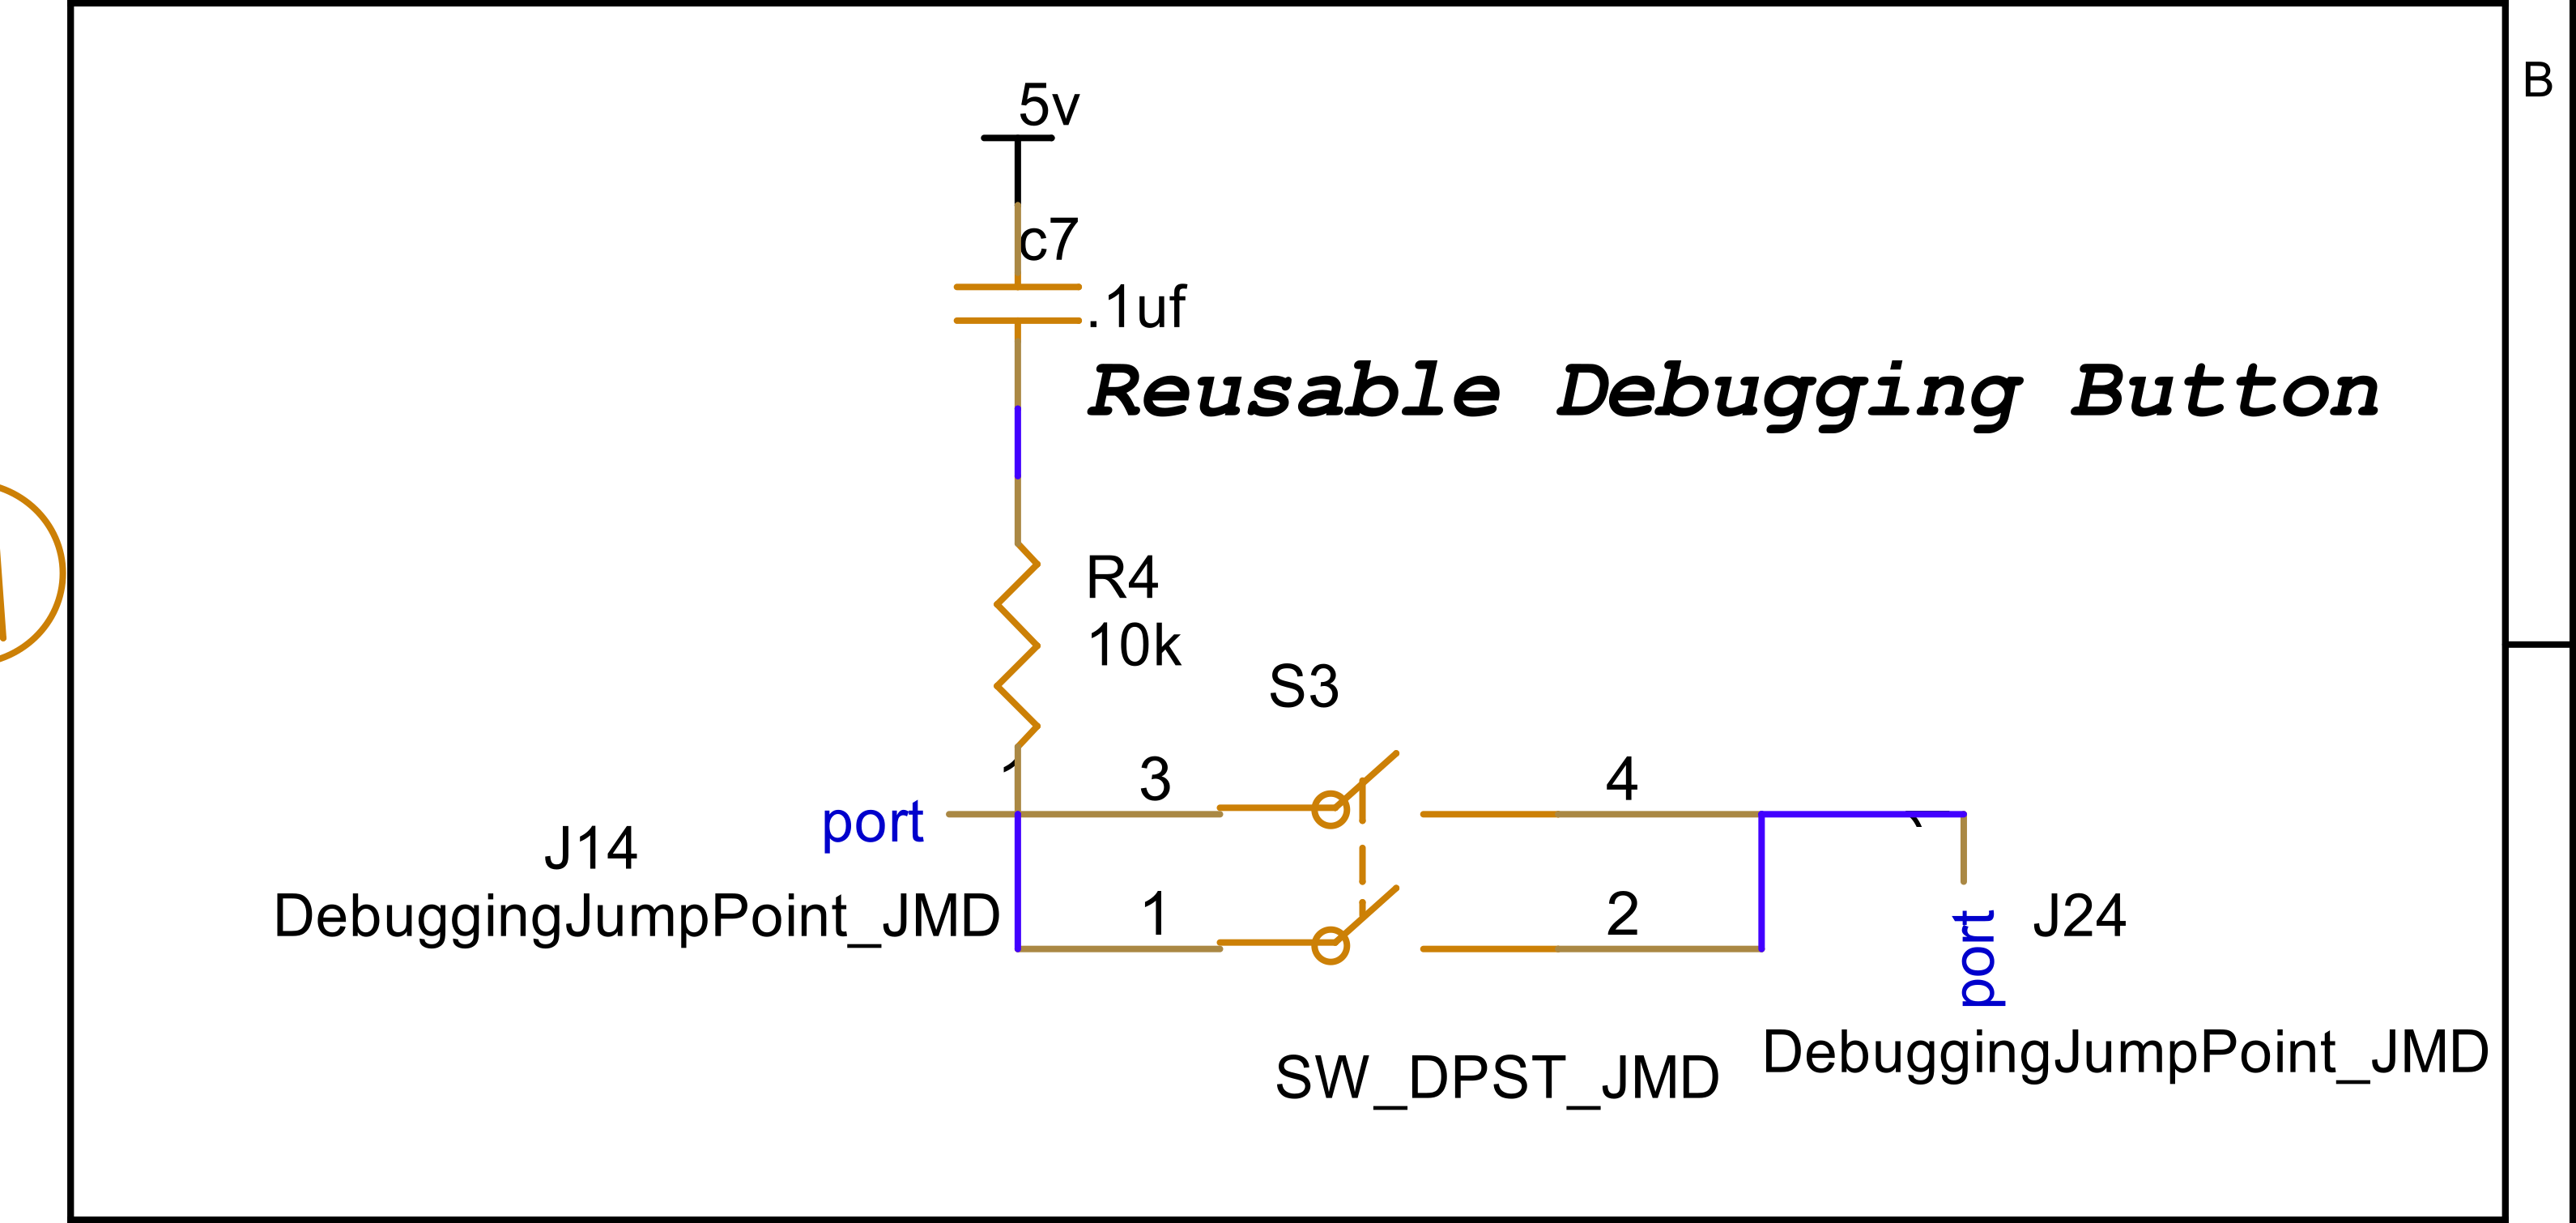 5v
B
c7
.1uf
Reusable Debugging Button
R4
10k
S3
1
3
4
port
J14
DebuggingJumpPoint_JMD
1
2
J24
port
DebuggingJumpPoint_JMD
SW_DPST_JMD